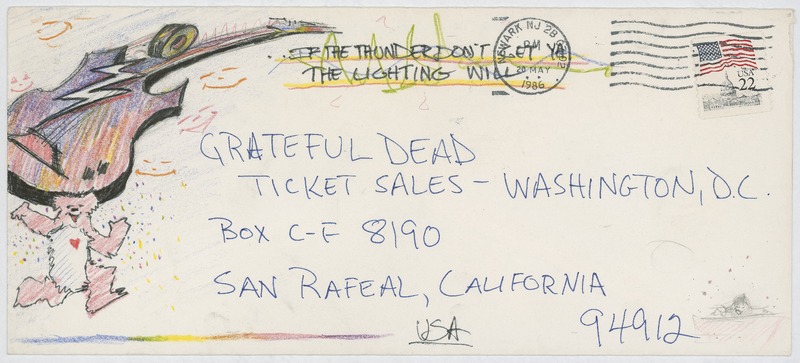 IF THE THUNDER DON'T GET YA
THE LIGHTING WILL
NEWARK NJ
PM
20 MAY
1986
USA
22
GRATEFUL DEAD
TICKET SALES - WASHINGTON, D.C.
BOX C-F 8190
SAN RAFEAL, CALIFORNIA
94912
USA